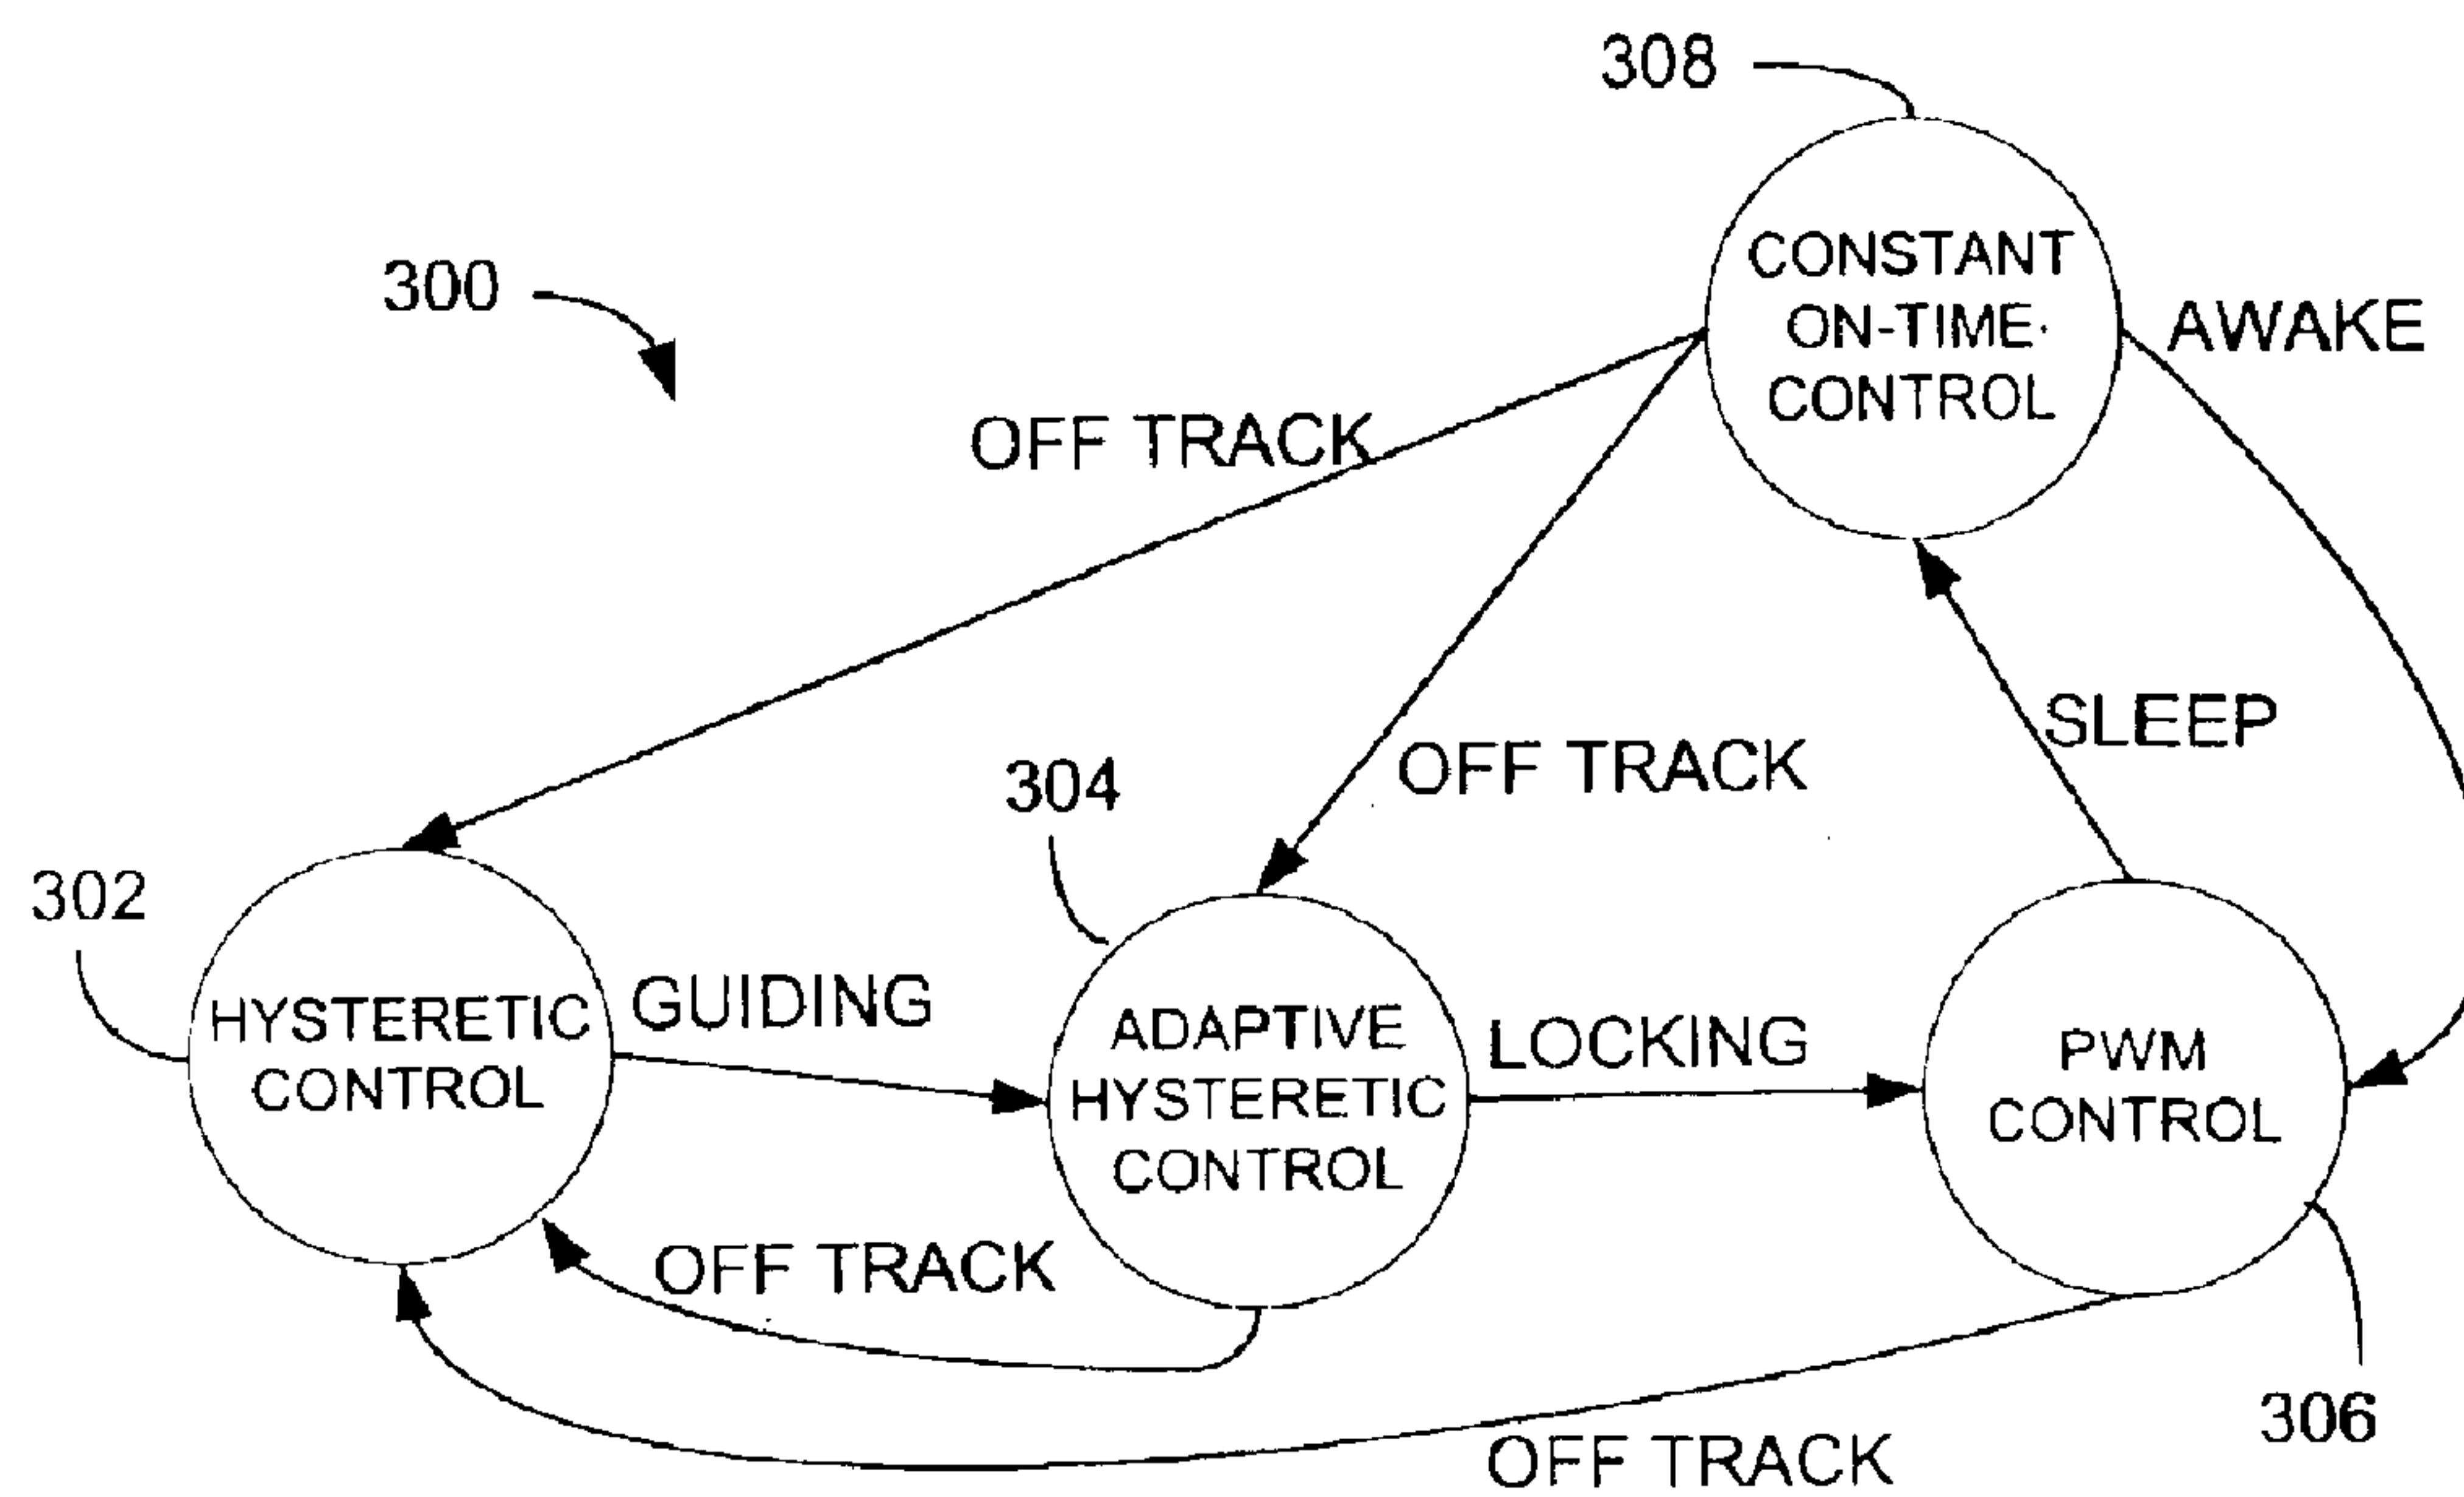 308
CONSTANT
ON-TIME
CONTROL
AWAKE
300
OFF TRACK
SLEEP
OFF TRACK
304
302
HYSTERETIC
CONTROL
GUIDING
ADAPTIVE
HYSTERETIC
CONTROL
LOCKING
PWM
CONTROL
OFF TRACK
306
OFF TRACK